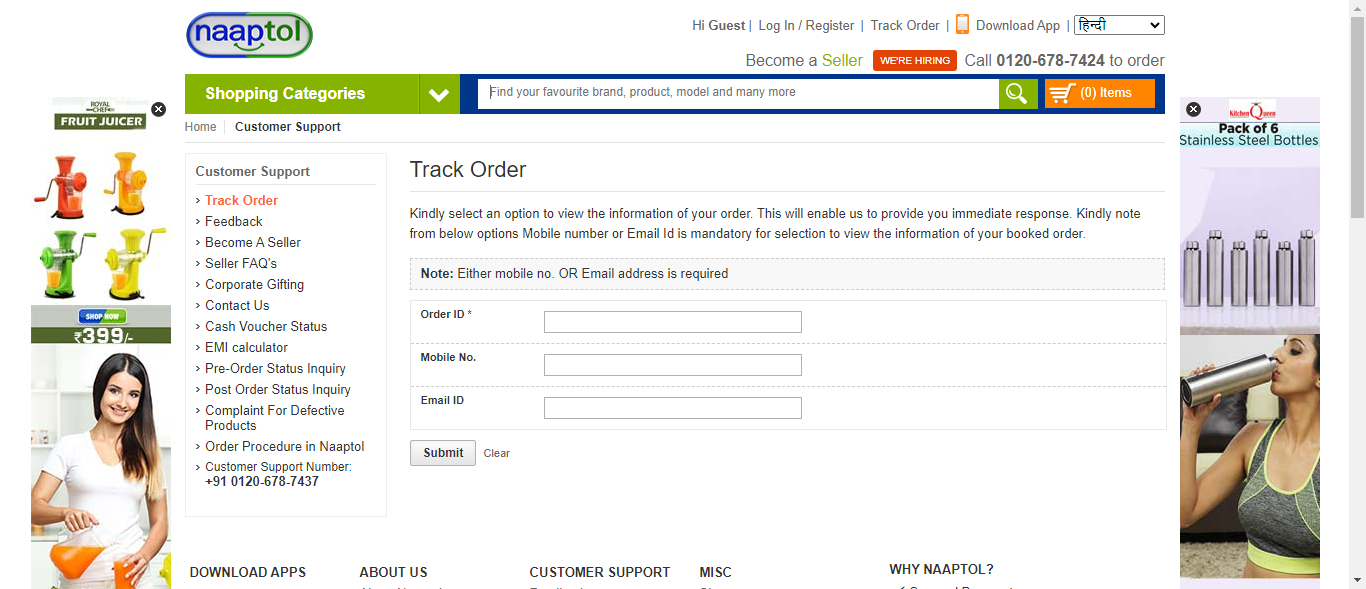 naaptol
Hi Guest | Log In / Register | Track Order | Download App | हिन्दी
Become a Seller WE'RE HIRING Call 0120-678-7424 to order
Shopping Categories
Find your favourite brand, product, model and many more
(0) Items
Home Customer Support
Customer Support
› Track Order
› Feedback
› Become A Seller
› Seller FAQ's
› Corporate Gifting
› Contact Us
› Cash Voucher Status
› EMI calculator
› Pre-Order Status Inquiry
› Post Order Status Inquiry
› Complaint For Defective
Products
› Order Procedure in Naaptol
› Customer Support Number:
+91 0120-678-7437
Track Order
Kindly select an option to view the information of your order. This will enable us to provide you immediate response. Kindly note
from below options Mobile number or Email Id is mandatory for selection to view the information of your booked order.
Note: Either mobile no. OR Email address is required
Order ID *
Mobile No.
Email ID
Submit Clear
ROYAL
CHEF
FRUIT JUICER
SHOP NOW
₹399/-
Kitchen Queen
Pack of 6
Stainless Steel Bottles
DOWNLOAD APPS
ABOUT US
CUSTOMER SUPPORT
MISC
WHY NAAPTOL?